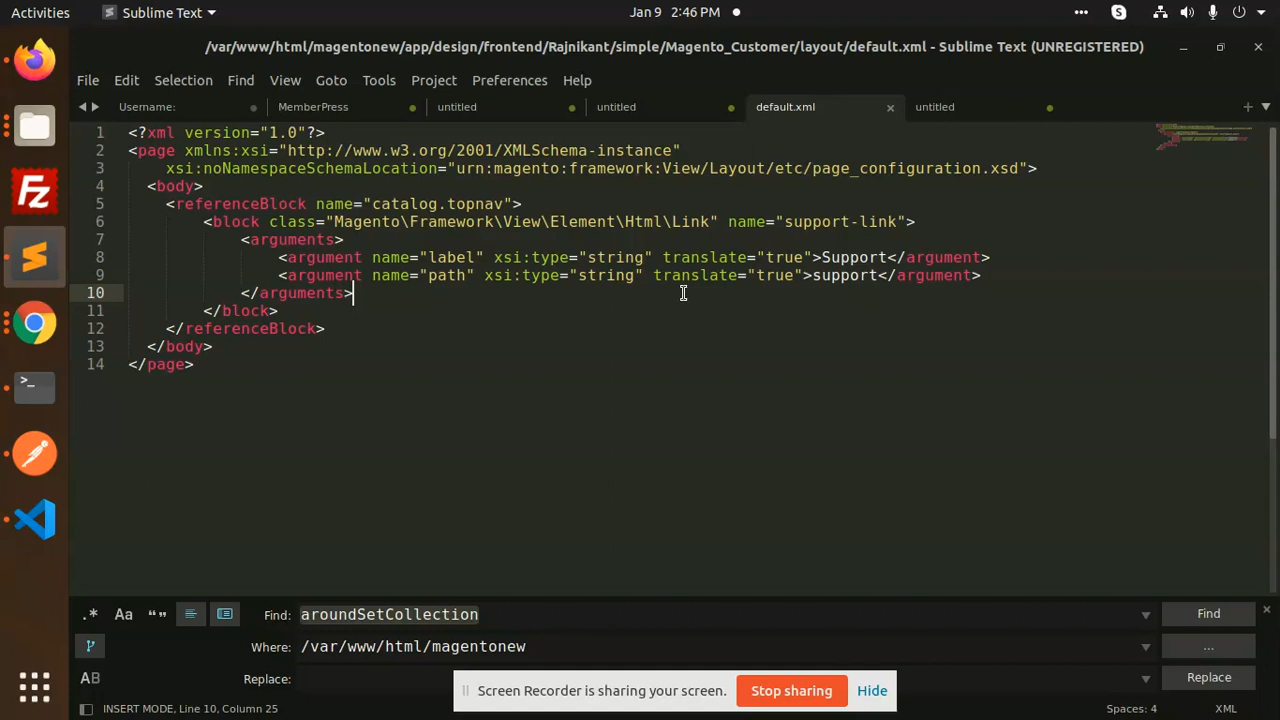 Activities Sublime Text Jan 9 2:46 PM
/var/www/html/magentonew/app/design/frontend/Rajnikant/simple/Magento_Customer/layout/default.xml - Sublime Text (UNREGISTERED)
File Edit Selection Find View Goto Tools Project Preferences Help
Username: MemberPress untitled untitled default.xml untitled
1 <?xml version="1.0"?>
2 <page xmlns:xsi="http://www.w3.org/2001/XMLSchema-instance"
3 xsi:noNamespaceSchemaLocation="urn:magento:framework:View/Layout/etc/page_configuration.xsd">
4 <body>
5 <referenceBlock name="catalog.topnav">
6 <block class="Magento\Framework\View\Element\Html\Link" name="support-link">
7 <arguments>
8 <argument name="label" xsi:type="string" translate="true">Support</argument>
9 <argument name="path" xsi:type="string" translate="true">support</argument>
10 </arguments>
11 </block>
12 </referenceBlock>
13 </body>
14 </page>
.* Aa “” Find: aroundSetCollection Find
Where: /var/www/html/magentonew ...
AB Replace: Replace
Screen Recorder is sharing your screen. Stop sharing Hide
INSERT MODE, Line 10, Column 25 Spaces: 4 XML